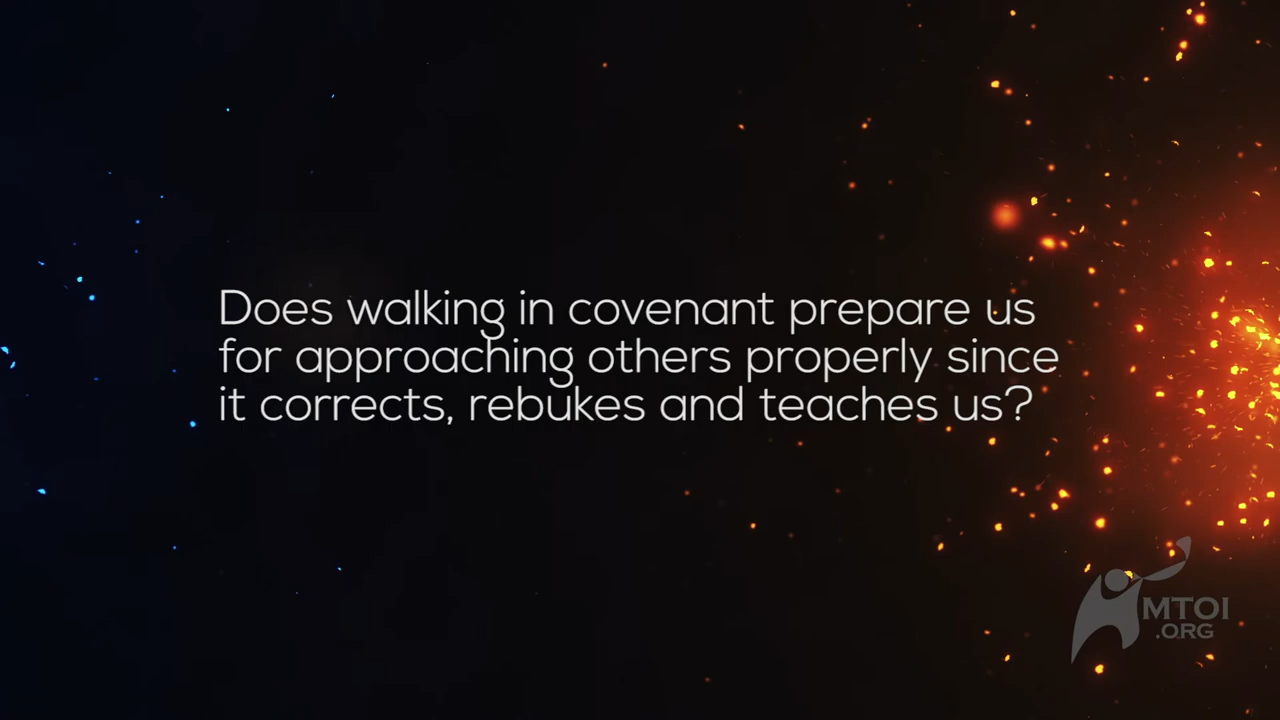 Does walking in covenant prepare us
for approaching others properly since
it corrects, rebukes and teaches us?
MTOI
.ORG